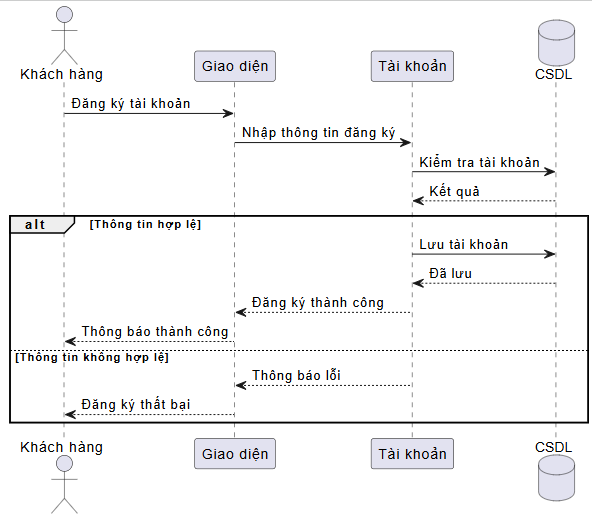 Khách hàng
Giao diện
Tài khoản
CSDL
Đăng ký tài khoản
Nhập thông tin đăng ký
Kiểm tra tài khoản
Kết quả
alt
[Thông tin hợp lệ]
Lưu tài khoản
Đã lưu
Đăng ký thành công
Thông báo thành công
[Thông tin không hợp lệ]
Thông báo lỗi
Đăng ký thất bại
Khách hàng
Giao diện
Tài khoản
CSDL